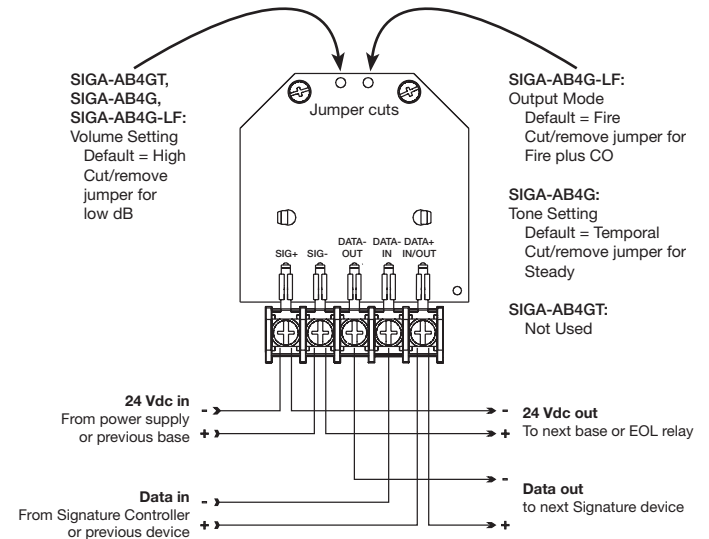 SIGA-AB4GT,
SIGA-AB4G,
SIGA-AB4G-LF:
Volume Setting
Default = High
Cut/remove
jumper for
low dB
Jumper cuts
SIGA-AB4G-LF:
Output Mode
Default = Fire
Cut/remove jumper for
Fire plus CO
SIGA-AB4G:
Tone Setting
Default = Temporal
Cut/remove jumper for
Steady
SIGA-AB4GT:
Not Used
SIG+
SIG-
DATA-
OUT
DATA-
IN
DATA+
IN/OUT
24 Vdc in
From power supply
or previous base
-
+
-
+
24 Vdc out
To next base or EOL relay
Data in
From Signature Controller
or previous device
-
+
-
+
Data out
to next Signature device